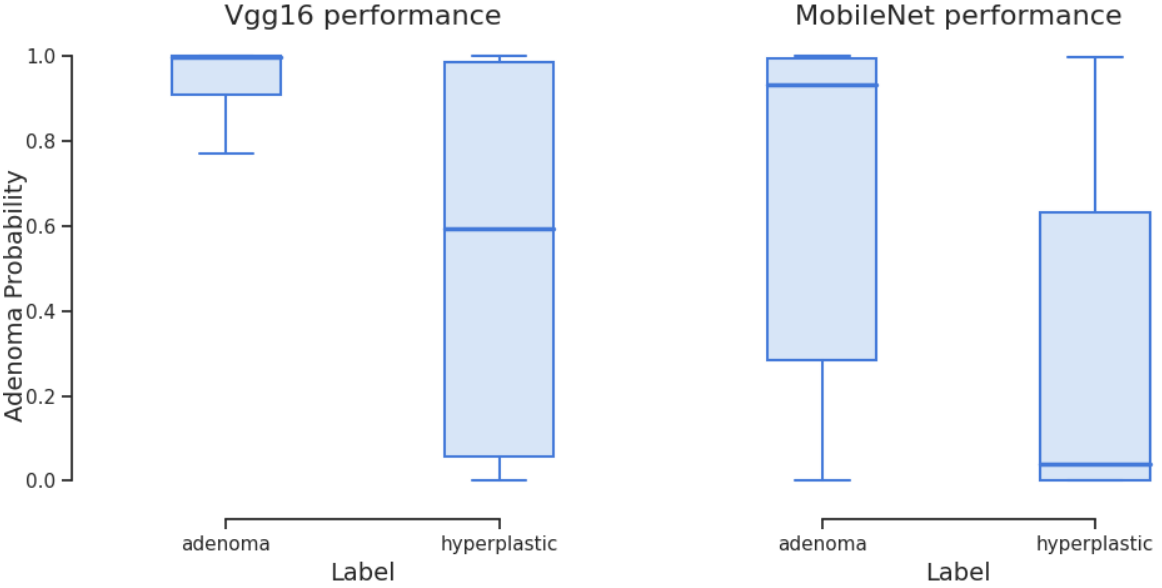 Vgg16 performance
MobileNet performance
Adenoma Probability
1.0
0.8
0.6
0.4
0.2
0.0
adenoma
hyperplastic
adenoma
hyperplastic
Label
Label